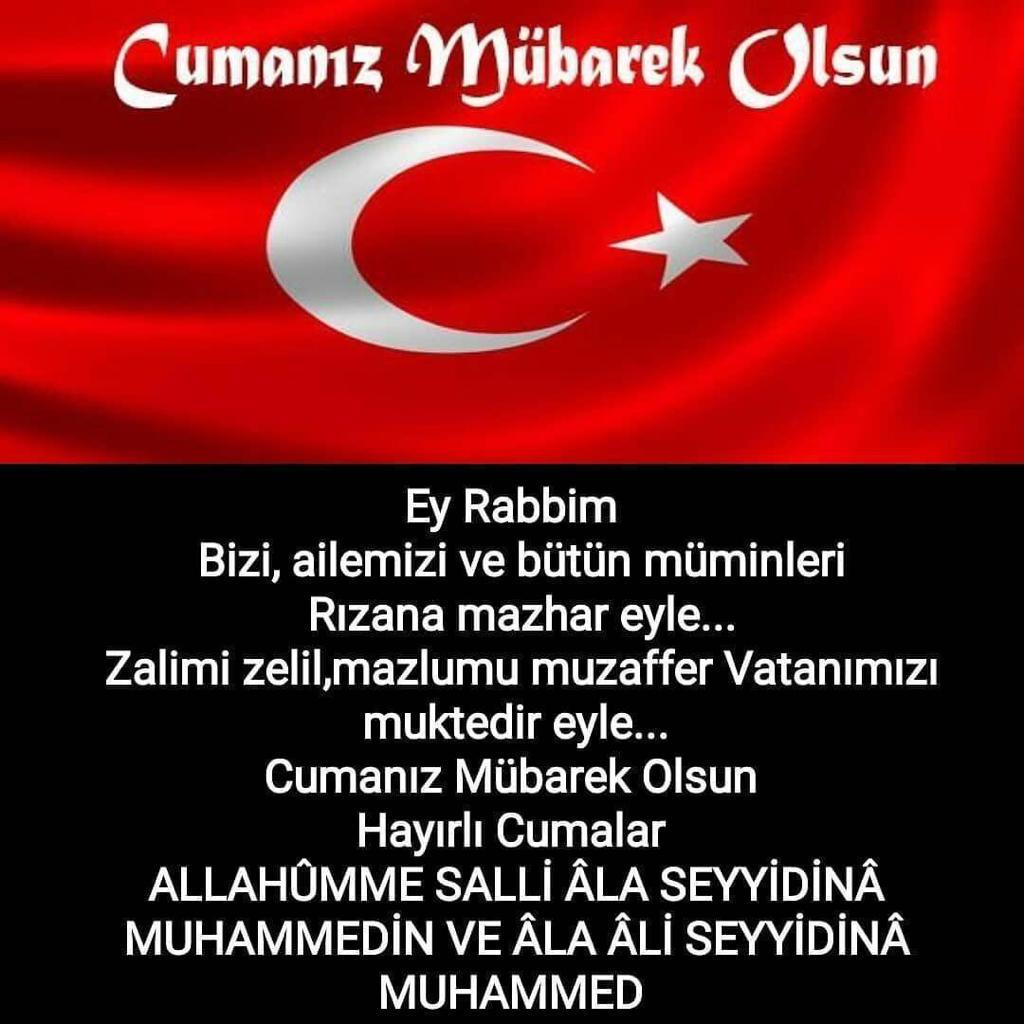 Cumanız Mübarek Olsun
Ey Rabbim
Bizi, ailemizi ve bütün müminleri
Rızana mazhar eyle...
Zalimi zelil,mazlumu muzaffer Vatanımızı
muktedir eyle...
Cumanız Mübarek Olsun
Hayırlı Cumalar
ALLAHÛMME SALLİ ÂLA SEYYİDİNÂ
MUHAMMEDİN VE ÂLA ÂLİ SEYYİDİNÂ
MUHAMMED